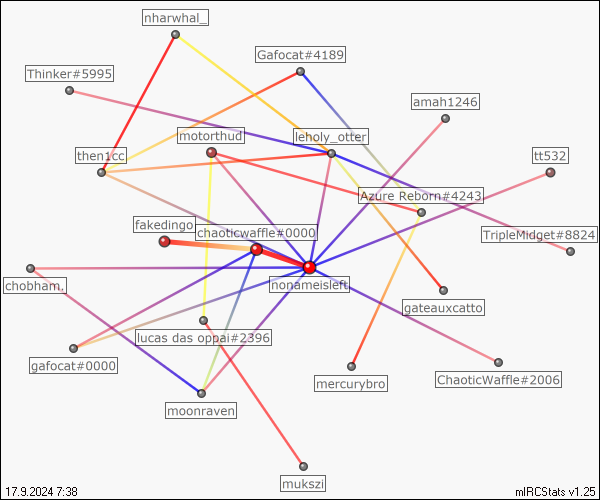 nharwhal_
Gafocat#4189
Thinker#5995
amah1246
motorthud
leholy_otter
then1cc
tt532
Azure Reborn#4243
fakedingo
chaoticwaffle#0000
TripleMidget#8824
nonameisleft
chobham.
gateauxcatto
lucas das oppai#2396
gafocat#0000
mercurybro
ChaoticWaffle#2006
moonraven
mukszi
17.9.2024 7:38
mIRCStats v1.25